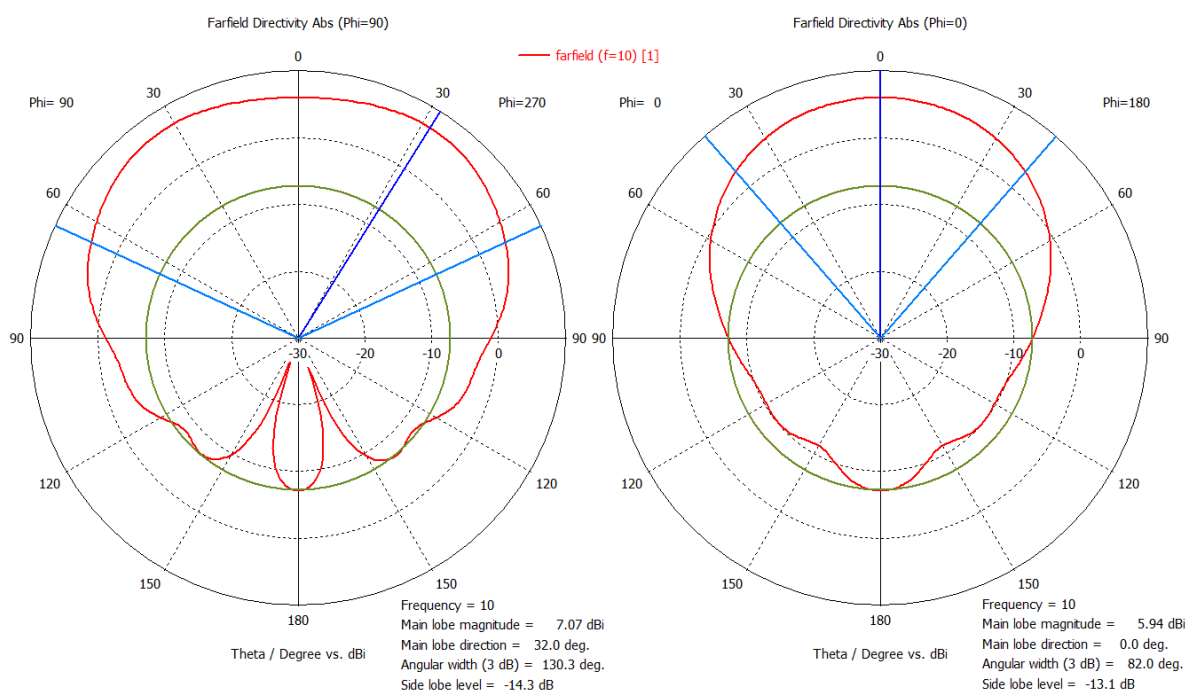 Farfield Directivity Abs (Phi=90)
Farfield Directivity Abs (Phi=0)
farfield (f=10) [1]
0
30
30
Phi= 90
Phi=270
60
60
90
90
-30
-20
-10
0
120
120
150
150
180
Theta / Degree vs. dBi
Frequency = 10
Main lobe magnitude = 7.07 dBi
Main lobe direction = 32.0 deg.
Angular width (3 dB) = 130.3 deg.
Side lobe level = -14.3 dB
0
30
30
Phi= 0
Phi=180
60
60
90
90
-30
-20
-10
0
120
120
150
150
180
Theta / Degree vs. dBi
Frequency = 10
Main lobe magnitude = 5.94 dBi
Main lobe direction = 0.0 deg.
Angular width (3 dB) = 82.0 deg.
Side lobe level = -13.1 dB